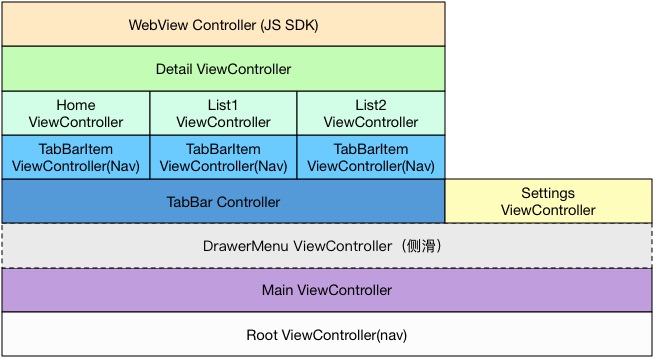 WebView Controller (JS SDK)
Detail ViewController
Home
ViewController
List1
ViewController
List2
ViewController
TabBarItem
ViewController(Nav)
TabBarItem
ViewController(Nav)
TabBarItem
ViewController(Nav)
TabBar Controller
Settings
ViewController
DrawerMenu ViewController（侧滑）
Main ViewController
Root ViewController(nav)